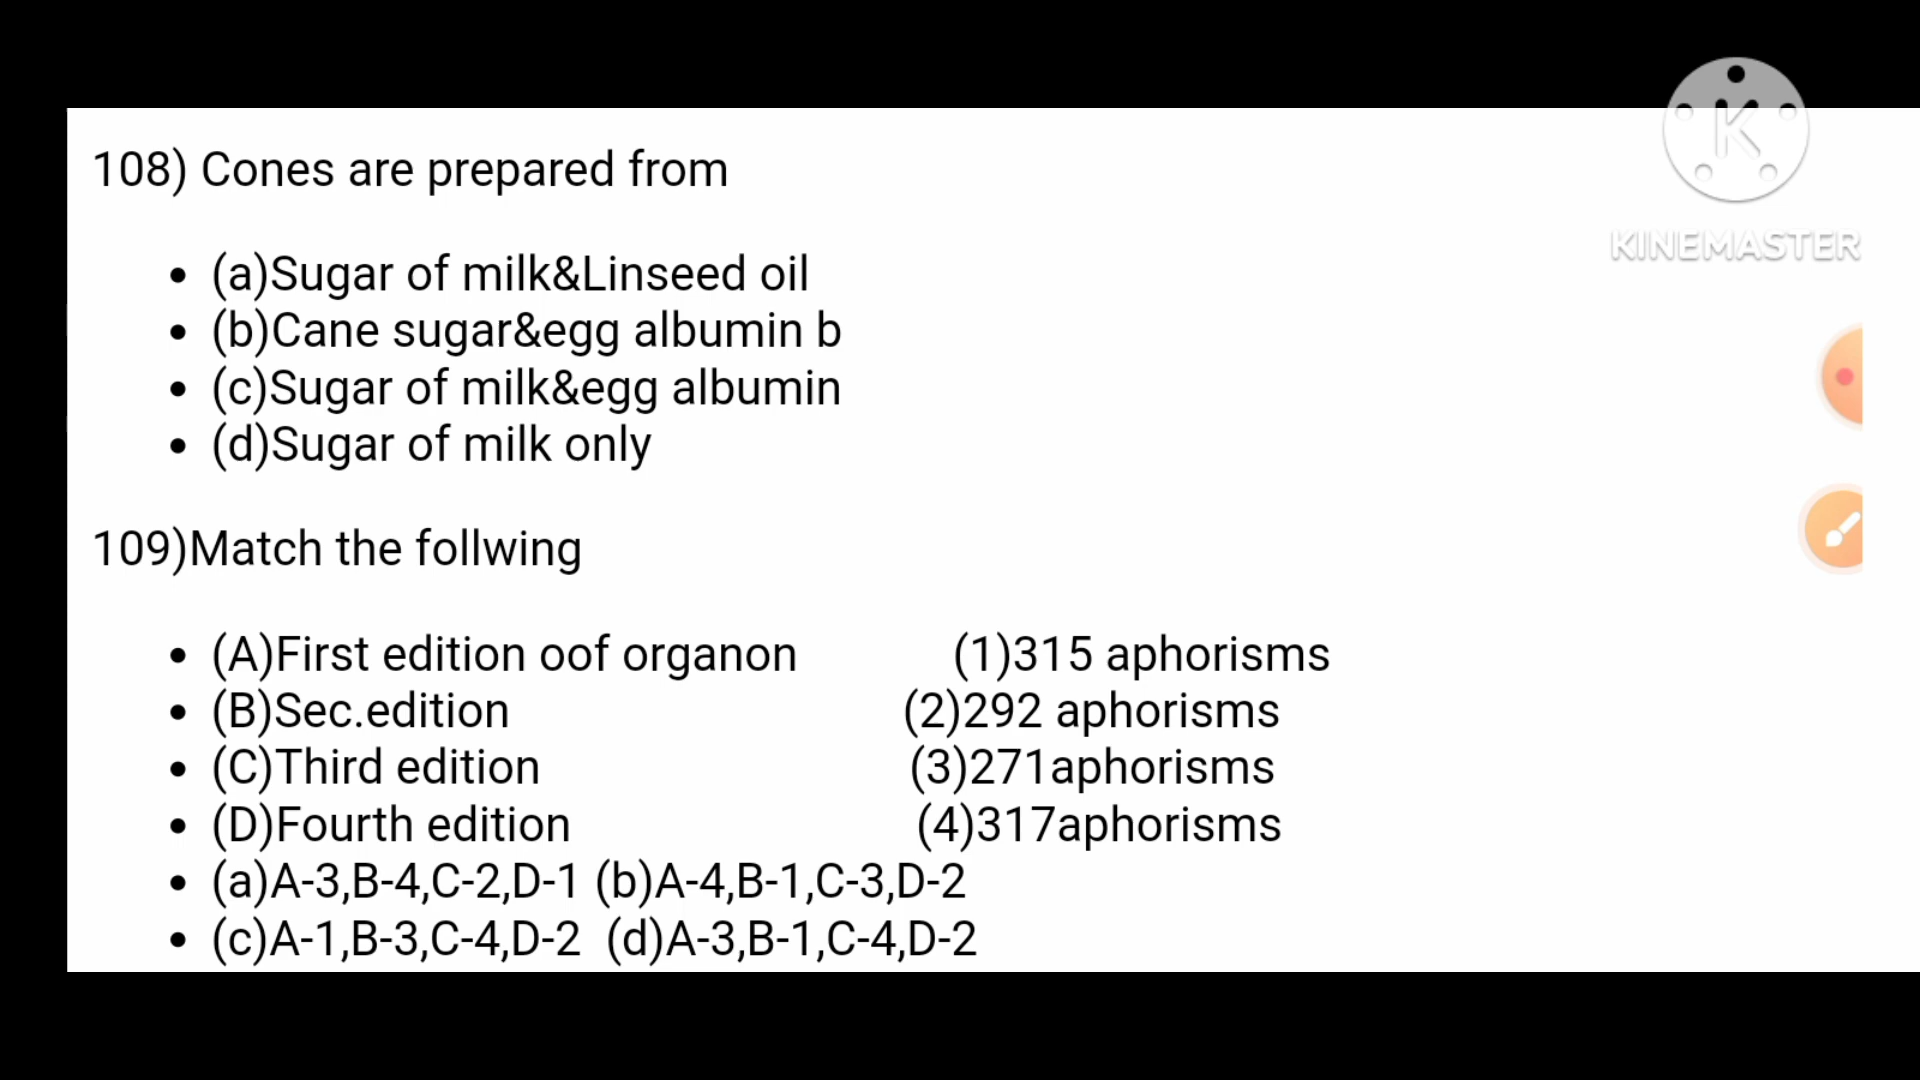 108) Cones are prepared from
• (a)Sugar of milk&Linseed oil
• (b)Cane sugar&egg albumin b
• (c)Sugar of milk&egg albumin
• (d)Sugar of milk only
109)Match the follwing
• (A)First edition oof organon (1)315 aphorisms
• (B)Sec.edition (2)292 aphorisms
• (C)Third edition (3)271aphorisms
• (D)Fourth edition (4)317aphorisms
• (a)A-3,B-4,C-2,D-1 (b)A-4,B-1,C-3,D-2
• (c)A-1,B-3,C-4,D-2 (d)A-3,B-1,C-4,D-2
K
KINEMASTER